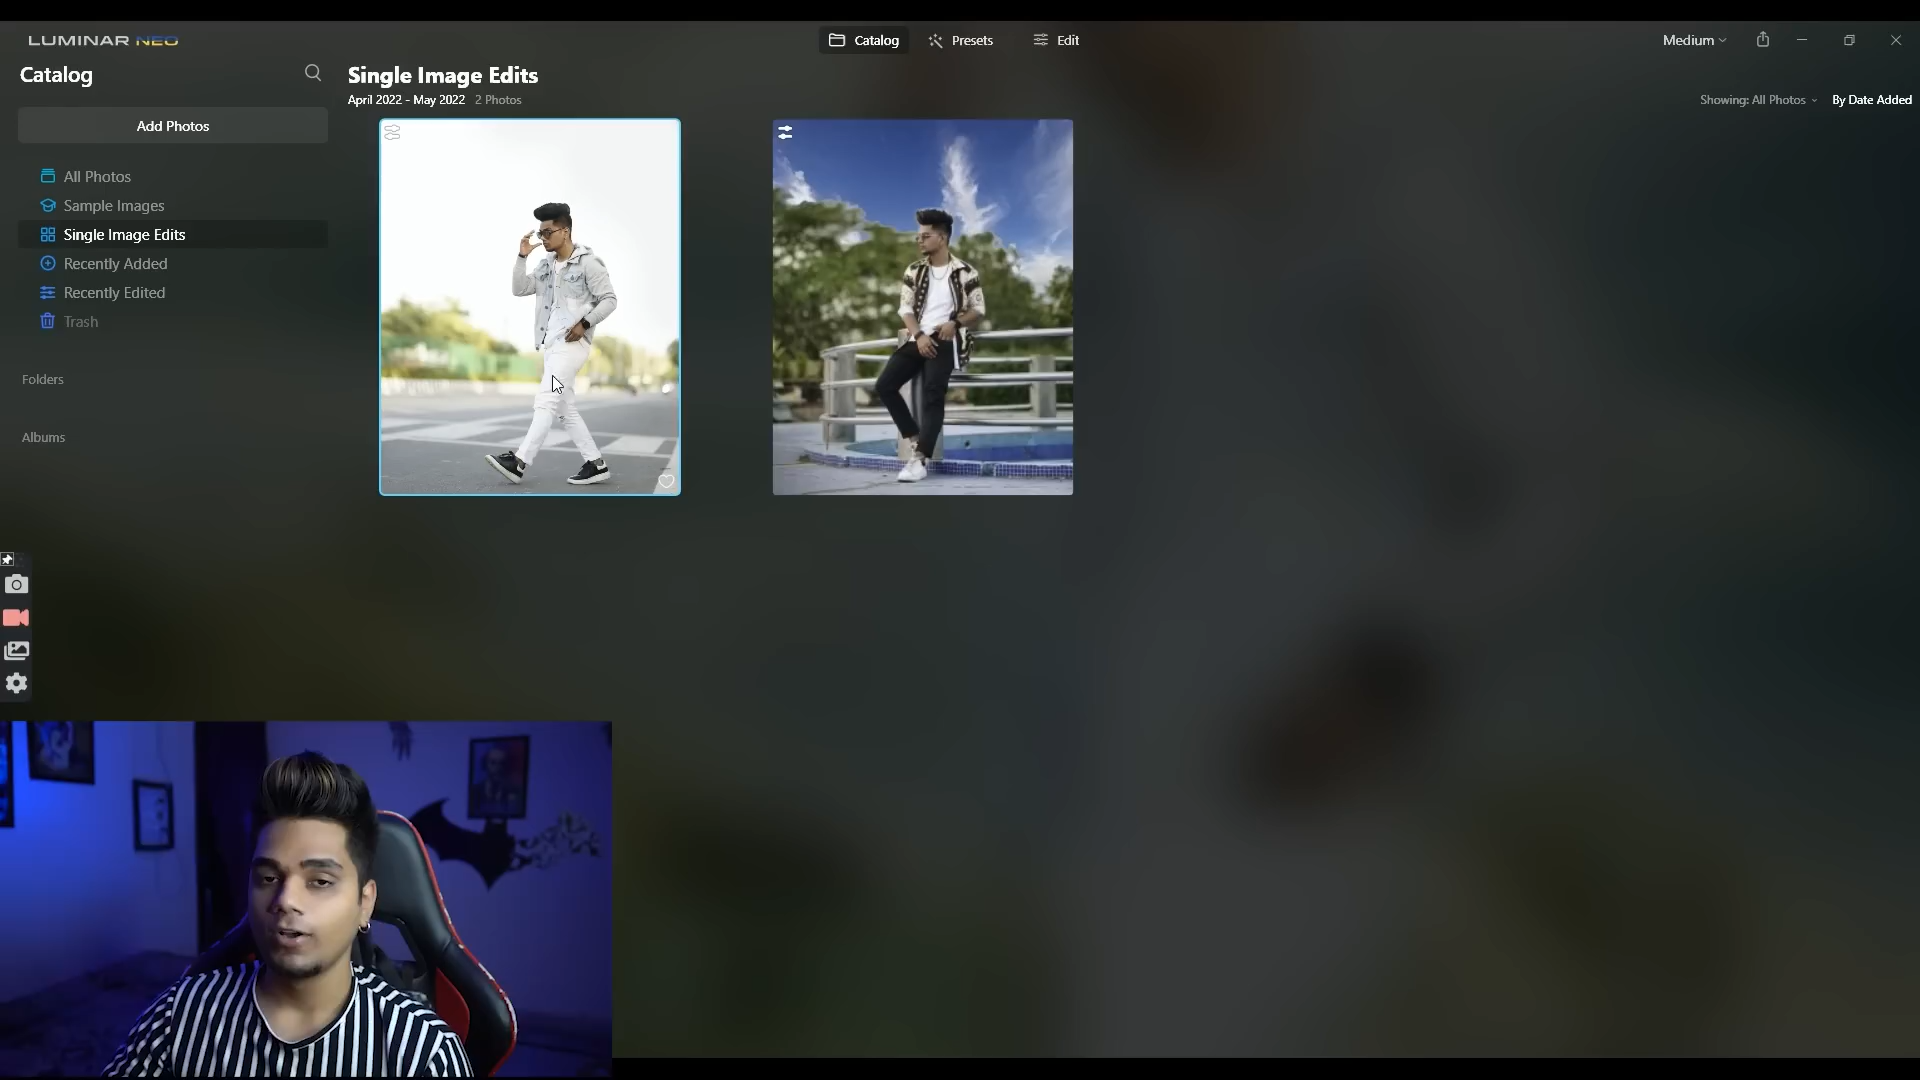 LUMINAR NEO
Catalog
Presets
Edit
Medium
Catalog
Single Image Edits
April 2022 - May 2022 2 Photos
Showing: All Photos
By Date Added
Add Photos
All Photos
Sample Images
Single Image Edits
Recently Added
Recently Edited
Trash
Folders
Albums